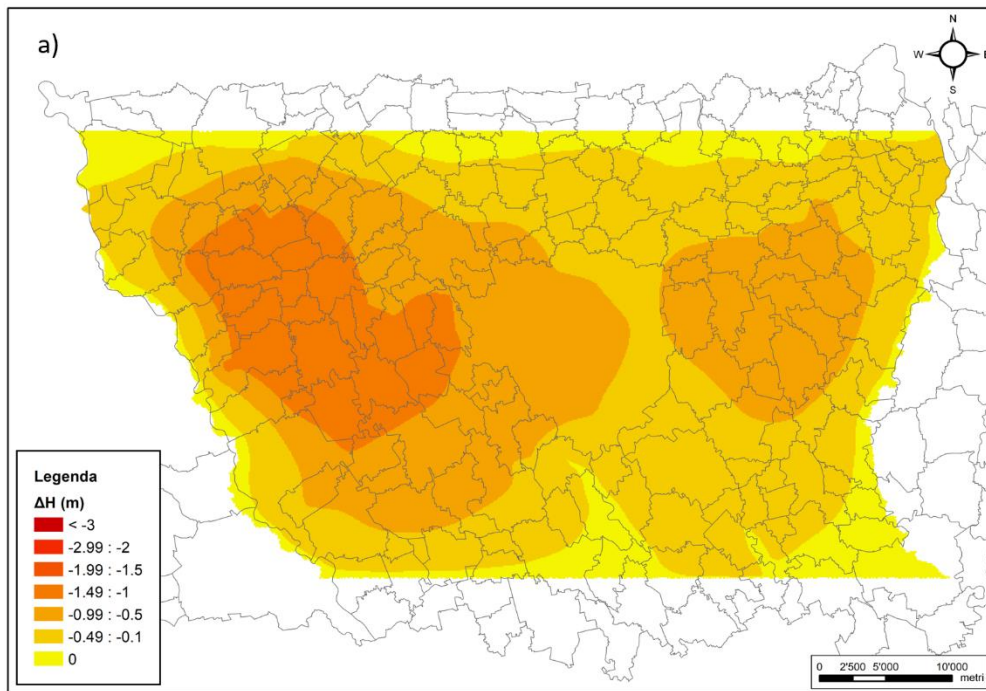 a)
N
W
E
S
Legenda
ΔH (m)
< -3
-2.99 : -2
-1.99 : -1.5
-1.49 : -1
-0.99 : -0.5
-0.49 : -0.1
0
0 2'500 5'000 10'000
metri